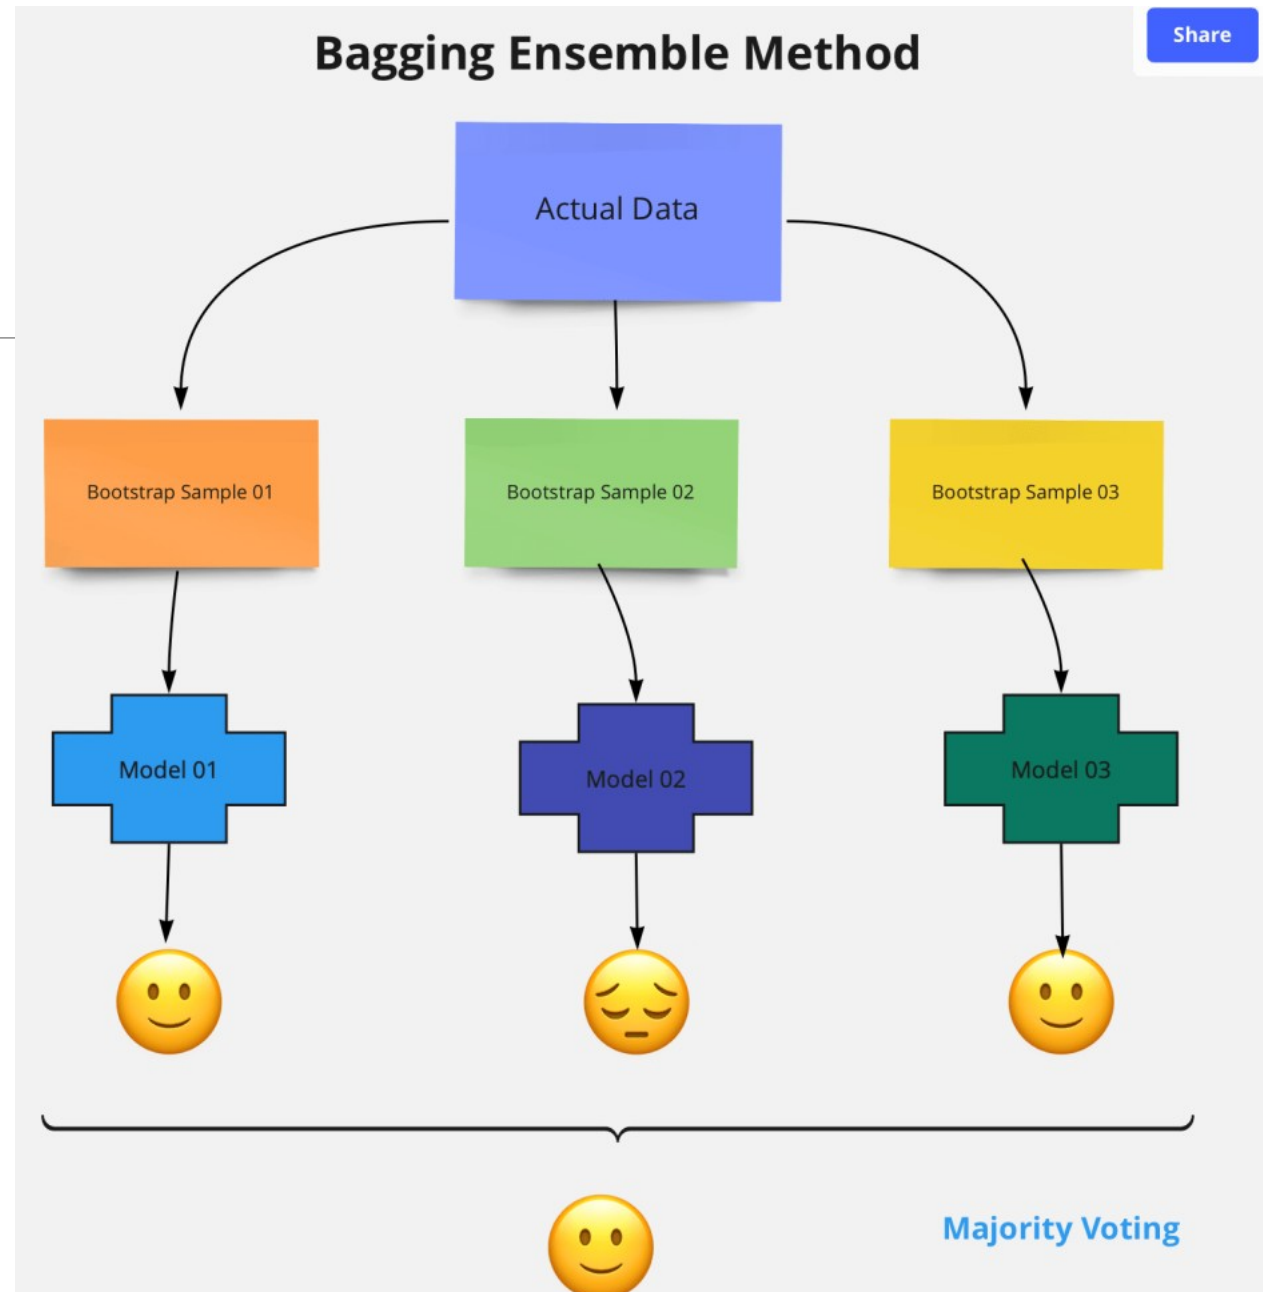 Bagging Ensemble Method
Share
Actual Data
Bootstrap Sample 01
Bootstrap Sample 02
Bootstrap Sample 03
Model 01
Model 02
Model 03
Majority Voting